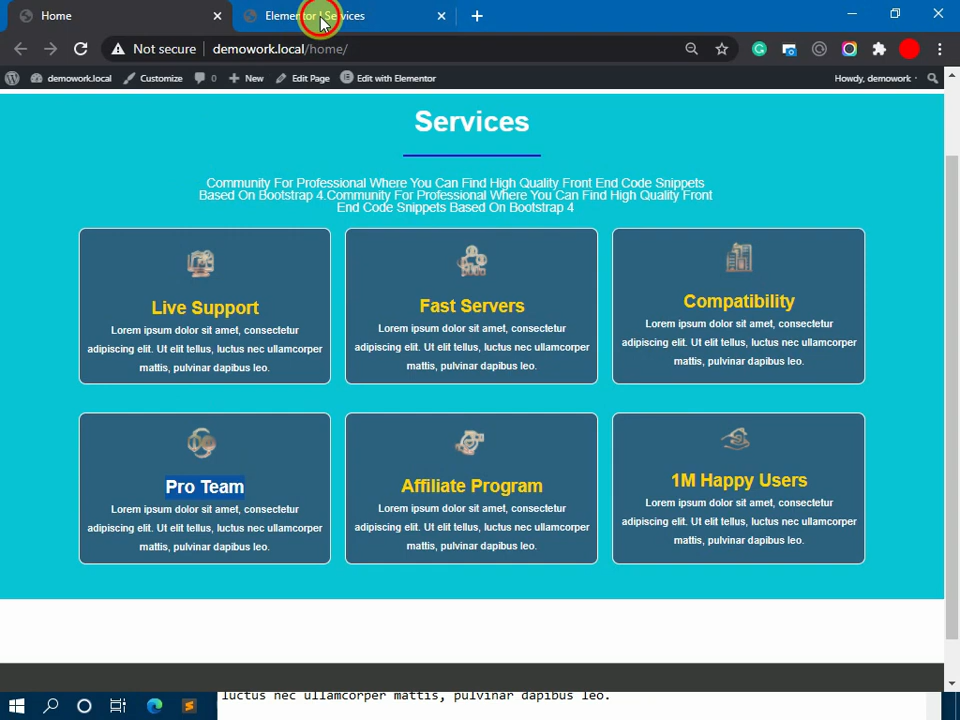 Home
Elementor | Services
Not secure
demowork.local/home/
demowork.local
Customize
0
New
Edit Page
Edit with Elementor
Howdy, demowork
Services
Community For Professional Where You Can Find High Quality Front End Code Snippets
Based On Bootstrap 4.Community For Professional Where You Can Find High Quality Front
End Code Snippets Based On Bootstrap 4
Live Support
Lorem ipsum dolor sit amet, consectetur
adipiscing elit. Ut elit tellus, luctus nec ullamcorper
mattis, pulvinar dapibus leo.
Fast Servers
Lorem ipsum dolor sit amet, consectetur
adipiscing elit. Ut elit tellus, luctus nec ullamcorper
mattis, pulvinar dapibus leo.
Compatibility
Lorem ipsum dolor sit amet, consectetur
adipiscing elit. Ut elit tellus, luctus nec ullamcorper
mattis, pulvinar dapibus leo.
Pro Team
Lorem ipsum dolor sit amet, consectetur
adipiscing elit. Ut elit tellus, luctus nec ullamcorper
mattis, pulvinar dapibus leo.
Affiliate Program
Lorem ipsum dolor sit amet, consectetur
adipiscing elit. Ut elit tellus, luctus nec ullamcorper
mattis, pulvinar dapibus leo.
1M Happy Users
Lorem ipsum dolor sit amet, consectetur
adipiscing elit. Ut elit tellus, luctus nec ullamcorper
mattis, pulvinar dapibus leo.
luctus nec ullamcorper mattis, pulvinar dapibus leo.